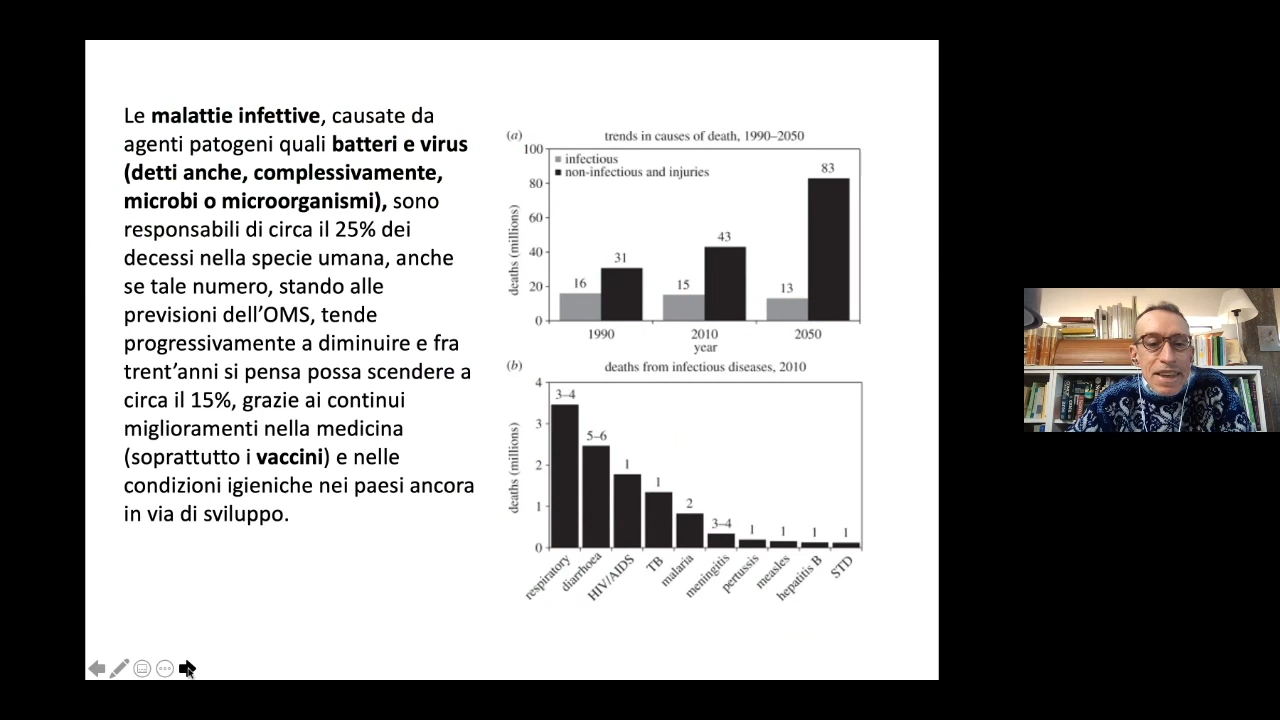 Le malattie infettive, causate da
agenti patogeni quali batteri e virus
(detti anche, complessivamente,
microbi o microorganismi), sono
responsabili di circa il 25% dei
decessi nella specie umana, anche
se tale numero, stando alle
previsioni dell'OMS, tende
progressivamente a diminuire e fra
trent'anni si pensa possa scendere a
circa il 15%, grazie ai continui
miglioramenti nella medicina
(soprattutto i vaccini) e nelle
condizioni igieniche nei paesi ancora
in via di sviluppo.
(a) trends in causes of death, 1990–2050
infectious
non-infectious and injuries
deaths (millions)
100
80
60
40
20
0
16 31
15 43
13 83
1990 2010 2050
year
(b) deaths from infectious diseases, 2010
deaths (millions)
4
3
2
1
0
3–4 5–6 1 1 2 3–4 1 1 1 1
respiratory
diarrhoea
HIV/AIDS
TB
malaria
meningitis
pertussis
measles
hepatitis B
STD